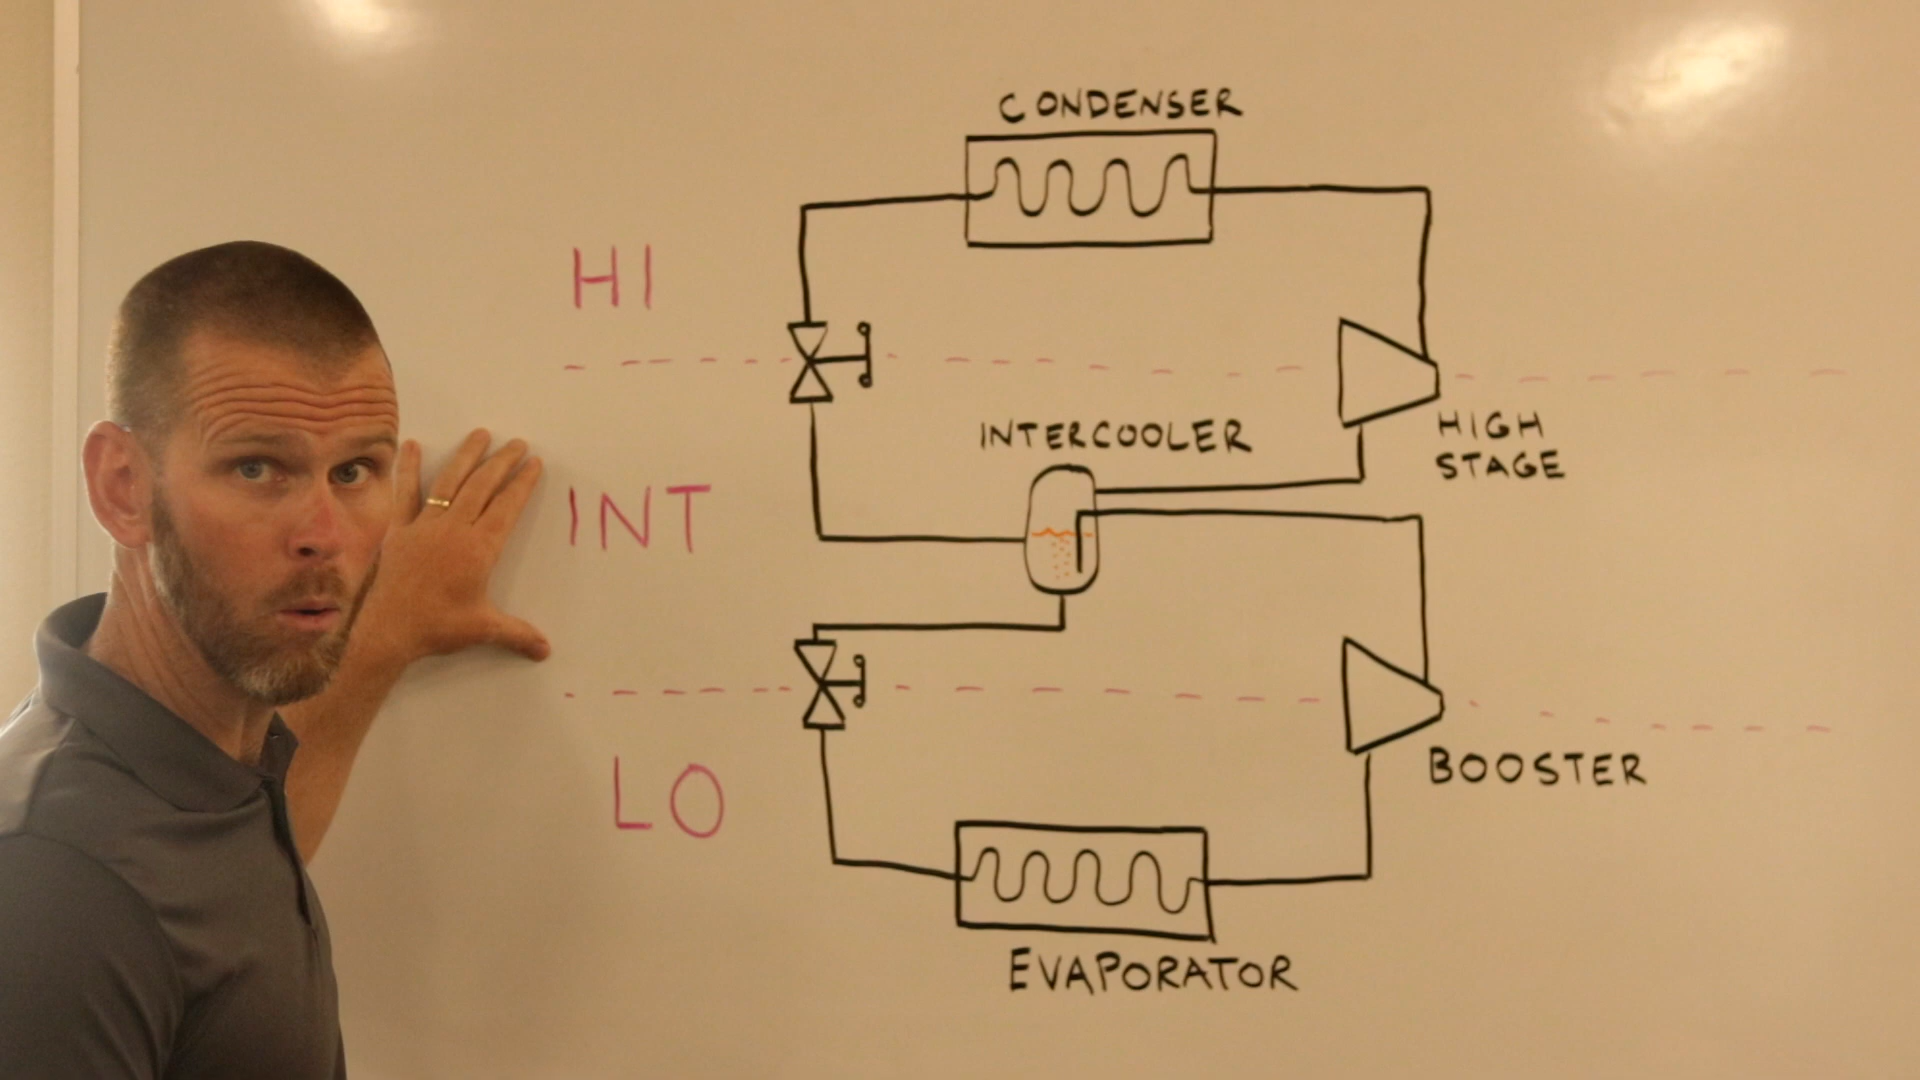 CONDENSER
HI
INTERCOOLER
HIGH
STAGE
INT
BOOSTER
LO
EVAPORATOR